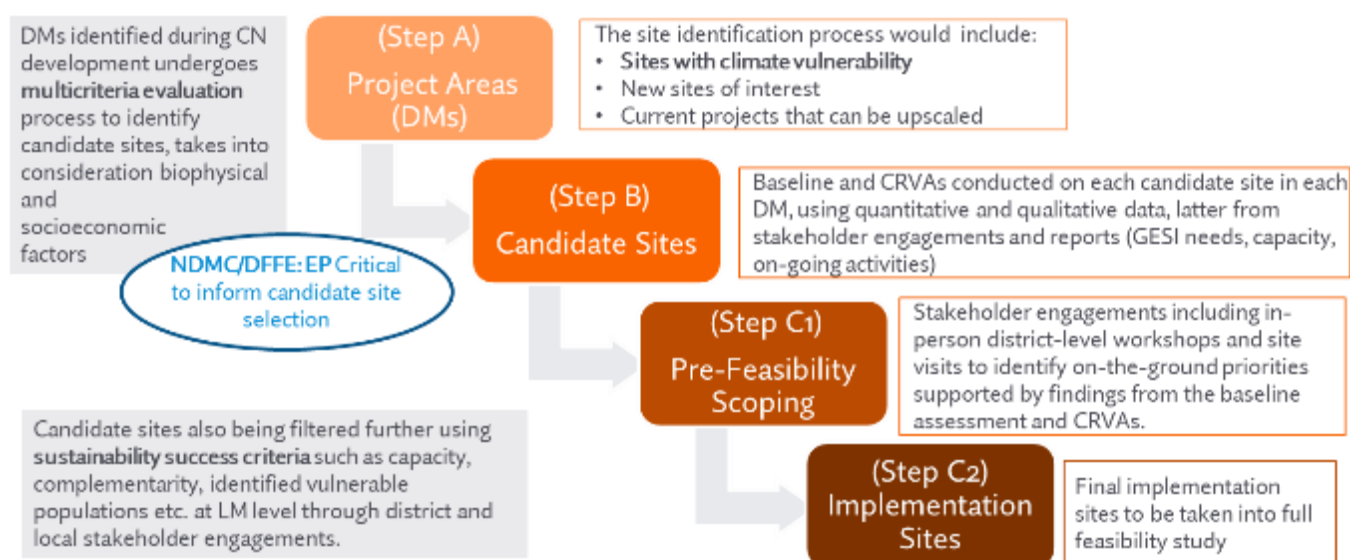 DMs identified during CN
development undergoes
multicriteria evaluation
process to identify
candidate sites, takes into
consideration biophysical
and
socioeconomic
factors
(Step A)
Project Areas
(DMs)
The site identification process would include:
• Sites with climate vulnerability
• New sites of interest
• Current projects that can be upscaled
NDMC/DFFE: EP Critical
to inform candidate site
selection
(Step B)
Candidate Sites
Baseline and CRVAs conducted on each candidate site in each
DM, using quantitative and qualitative data, latter from
stakeholder engagements and reports (GESI needs, capacity,
on-going activities)
(Step C1)
Pre-Feasibility
Scoping
Stakeholder engagements including in-
person district-level workshops and site
visits to identify on-the-ground priorities
supported by findings from the baseline
assessment and CRVAs.
Candidate sites also being filtered further using
sustainability success criteria such as capacity,
complementarity, identified vulnerable
populations etc. at LM level through district and
local stakeholder engagements.
(Step C2)
Implementation
Sites
Final implementation
sites to be taken into full
feasibility study